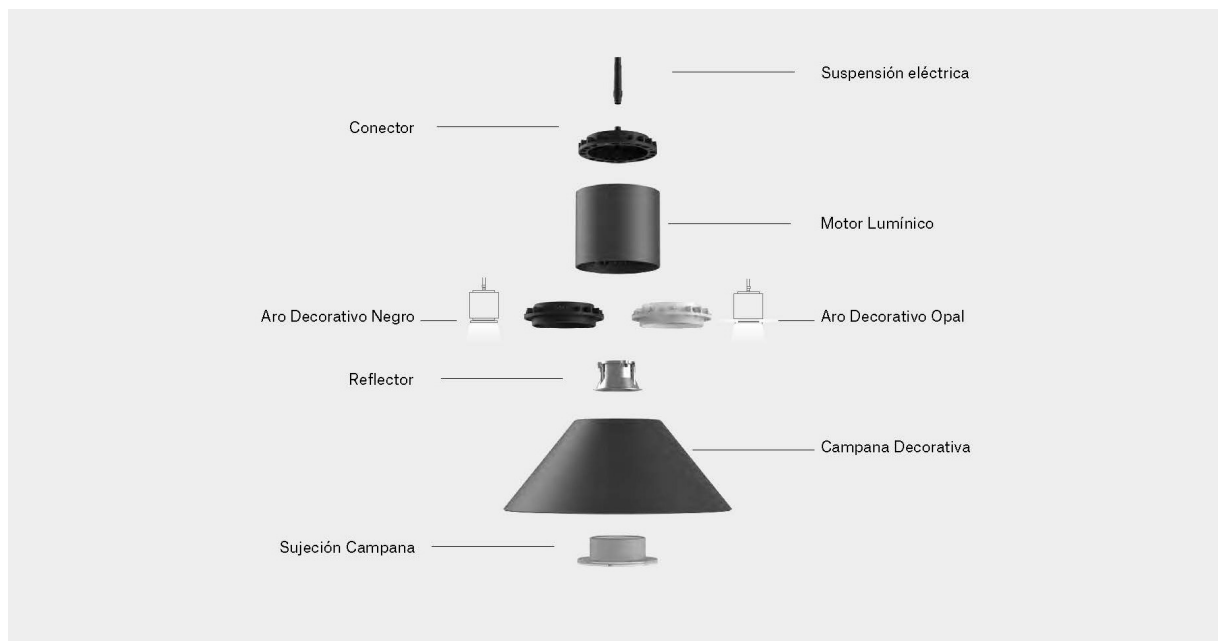 Suspensión eléctrica
Conector
Motor Lumínico
Aro Decorativo Negro
Aro Decorativo Opal
Reflector
Campana Decorativa
Sujeción Campana